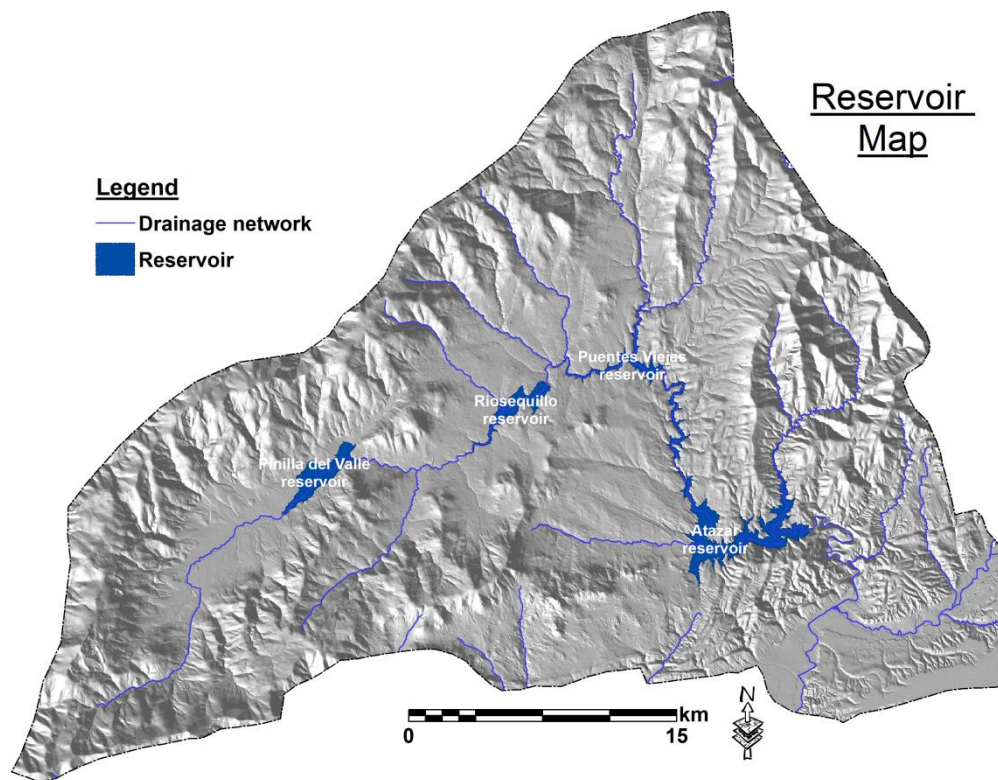 Reservoir
Map
Legend
Drainage network
Reservoir
Puentes Viejas
reservoir
Riosequillo
reservoir
Pinilla del Valle
reservoir
Atazar
reservoir
N
km
0
15